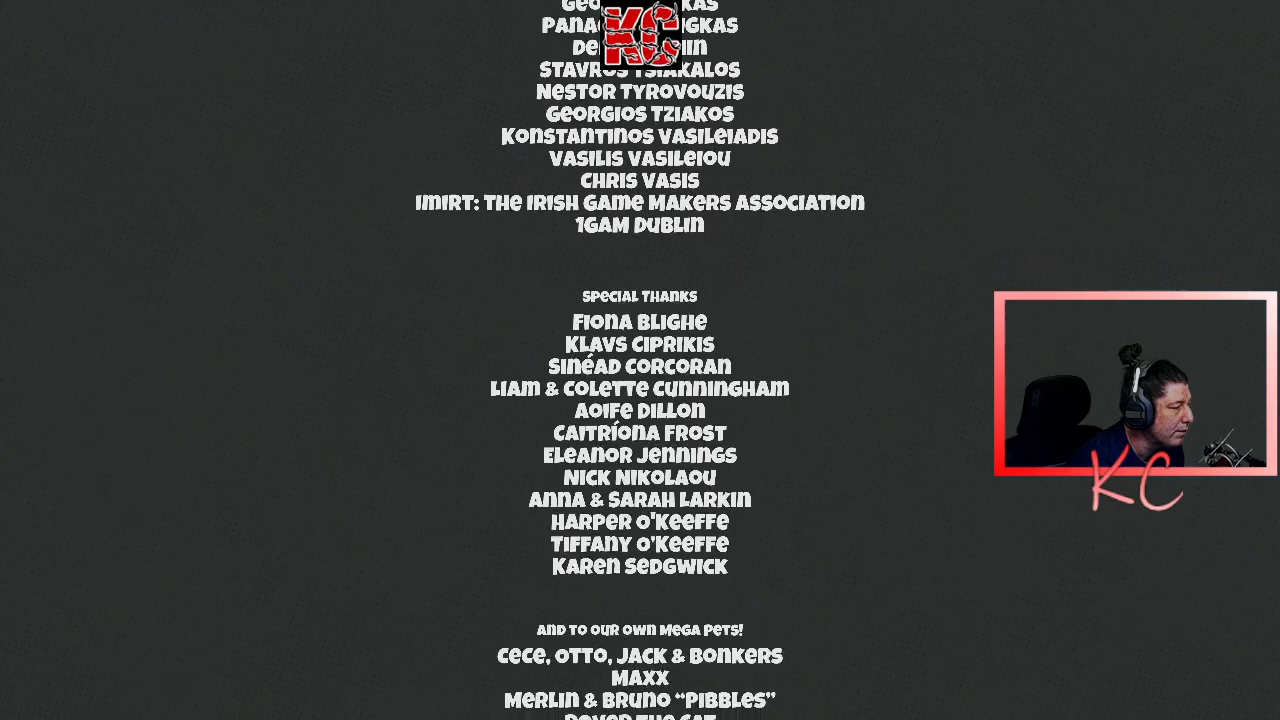 KC
STAVROS TSIAKALOS
NESTOR TYROVOUZIS
GEORGIOS TZIAKOS
KONSTANTINOS VASILEIADIS
VASILIS VASILEIOU
CHRIS VASIS
IMIRT: THE IRISH GAME MAKERS ASSOCIATION
1GAM DUBLIN
SPECIAL THANKS
FIONA BLIGHE
KLAVS CIPRIKIS
SINÉAD CORCORAN
LIAM & COLETTE CUNNINGHAM
AOIFE DILLON
CAITRÍONA FROST
ELEANOR JENNINGS
NICK NIKOLAOU
ANNA & SARAH LARKIN
HARPER O'KEEFFE
TIFFANY O'KEEFFE
KAREN SEDGWICK
KC
AND TO OUR OWN MEGA PETS!
CECE, OTTO, JACK & BONKERS
MAXX
MERLIN & BRUNO “PIBBLES”
THE CAT